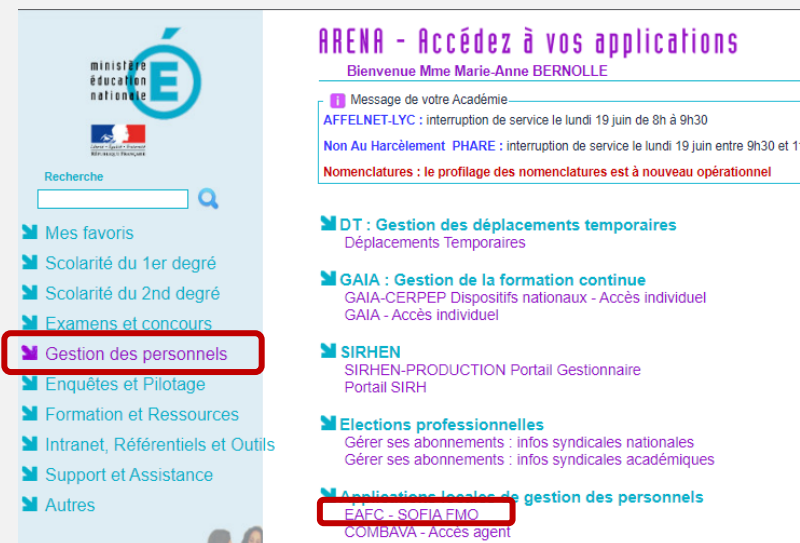 ministère
éducation
nationale
Liberté • Égalité • Fraternité
RÉPUBLIQUE FRANÇAISE
Recherche
Mes favoris
Scolarité du 1er degré
Scolarité du 2nd degré
Examens et concours
Gestion des personnels
Enquêtes et Pilotage
Formation et Ressources
Intranet, Référentiels et Outils
Support et Assistance
Autres
ARENA - Accédez à vos applications
Bienvenue Mme Marie-Anne BERNOLLE
Message de votre Académie
AFFELNET-LYC : interruption de service le lundi 19 juin de 8h à 9h30
Non Au Harcèlement PHARE : interruption de service le lundi 19 juin entre 9h30 et 1
Nomenclatures : le profilage des nomenclatures est à nouveau opérationnel
DT : Gestion des déplacements temporaires
Déplacements Temporaires
GAIA : Gestion de la formation continue
GAIA-CERPEP Dispositifs nationaux - Accès individuel
GAIA - Accès individuel
SIRHEN
SIRHEN-PRODUCTION Portail Gestionnaire
Portail SIRH
Elections professionnelles
Gérer ses abonnements : infos syndicales nationales
Gérer ses abonnements : infos syndicales académiques
Applications locales de gestion des personnels
EAFC - SOFIA FMO
COMBAVA - Accès agent